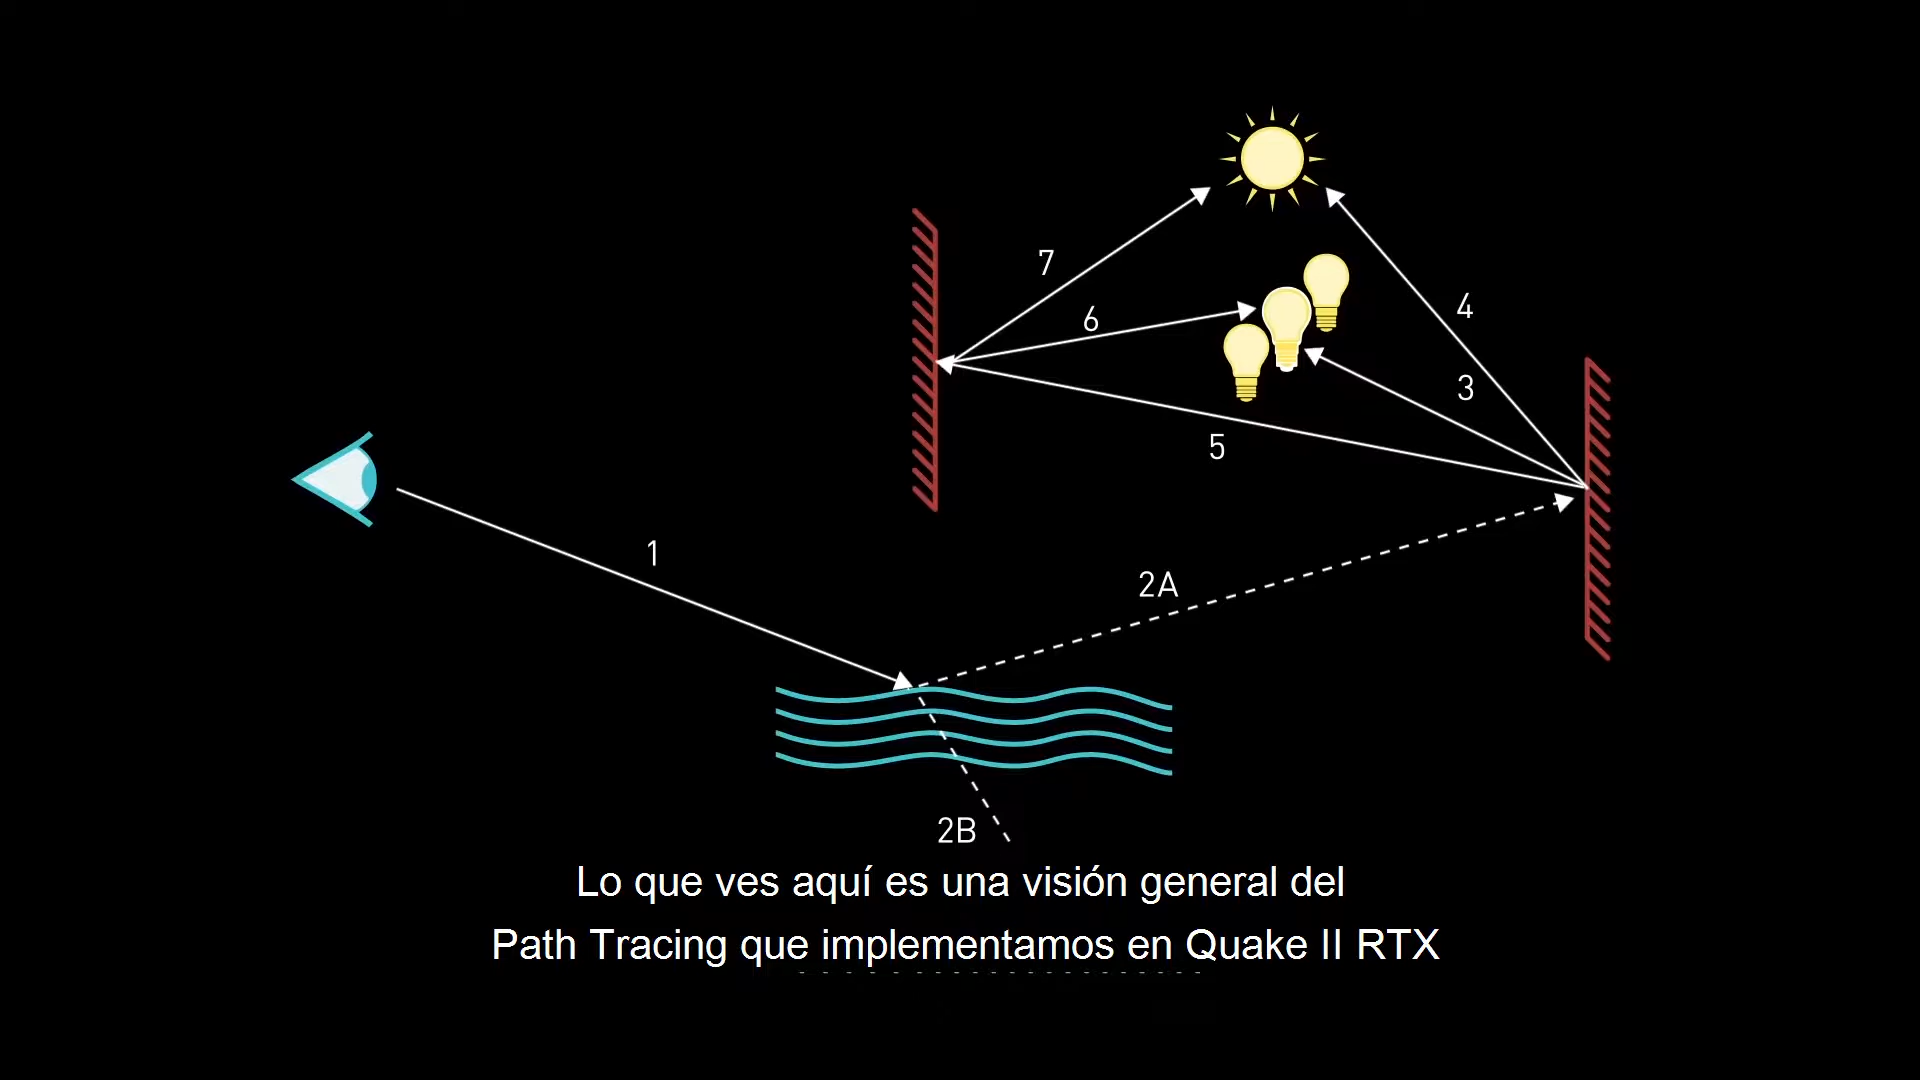 7
4
6
3
5
1
2A
2B
Lo que ves aquí es una visión general del
Path Tracing que implementamos en Quake II RTX